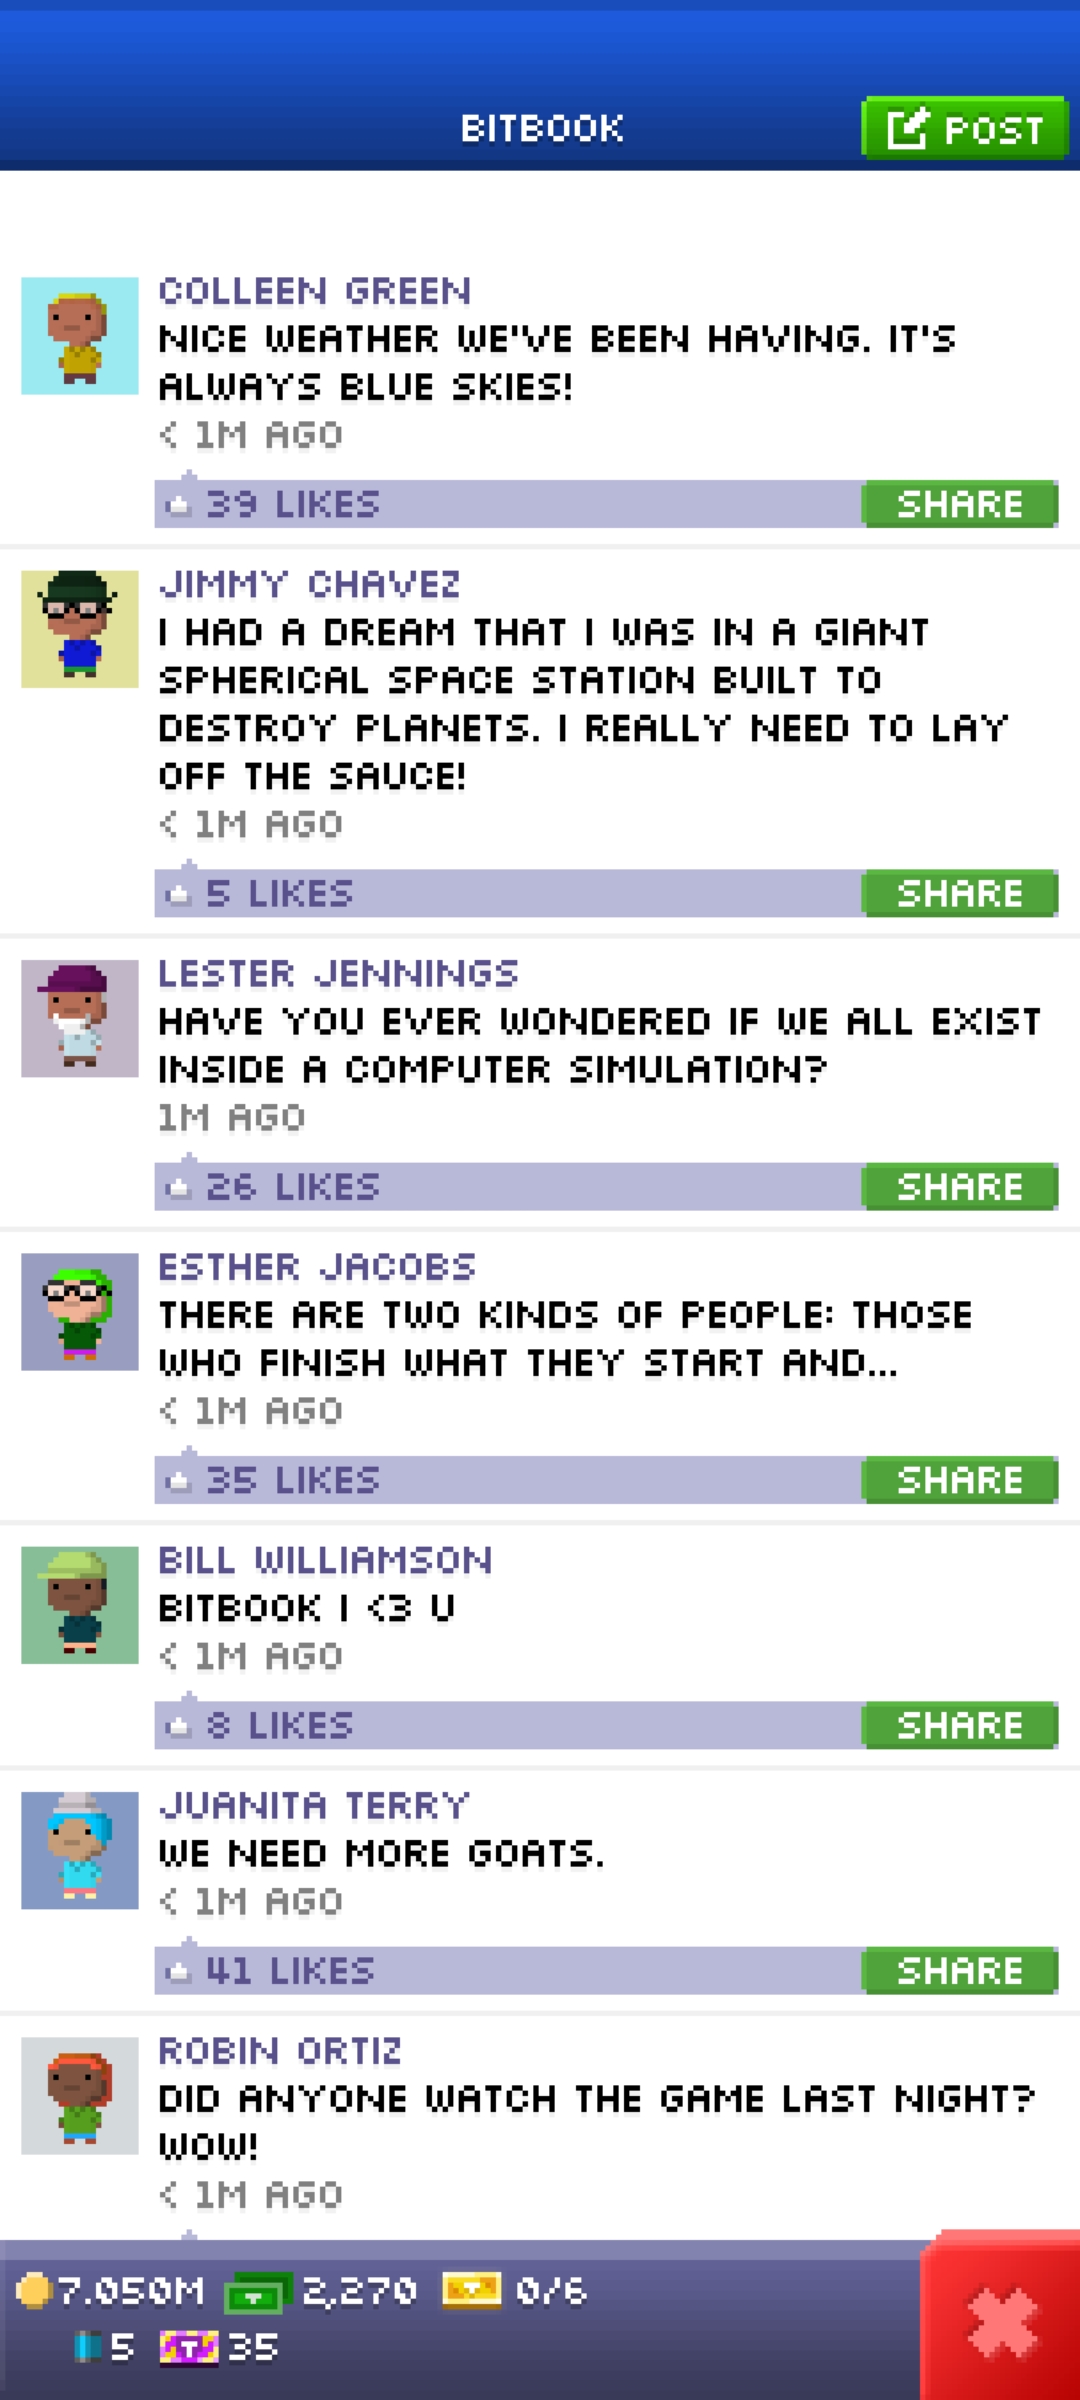 BITBOOK
POST
COLLEEN GREEN
NICE WEATHER WE'VE BEEN HAVING. IT'S
ALWAYS BLUE SKIES!
< 1M AGO
39 LIKES
SHARE
JIMMY CHAVEZ
I HAD A DREAM THAT I WAS IN A GIANT
SPHERICAL SPACE STATION BUILT TO
DESTROY PLANETS. I REALLY NEED TO LAY
OFF THE SAUCE!
< 1M AGO
5 LIKES
SHARE
LESTER JENNINGS
HAVE YOU EVER WONDERED IF WE ALL EXIST
INSIDE A COMPUTER SIMULATION?
1M AGO
26 LIKES
SHARE
ESTHER JACOBS
THERE ARE TWO KINDS OF PEOPLE: THOSE
WHO FINISH WHAT THEY START AND...
< 1M AGO
35 LIKES
SHARE
BILL WILLIAMSON
BITBOOK I <3 U
< 1M AGO
8 LIKES
SHARE
JUANITA TERRY
WE NEED MORE GOATS.
< 1M AGO
41 LIKES
SHARE
ROBIN ORTIZ
DID ANYONE WATCH THE GAME LAST NIGHT?
WOW!
< 1M AGO
7.050M 2,270 0/6
5 T 35